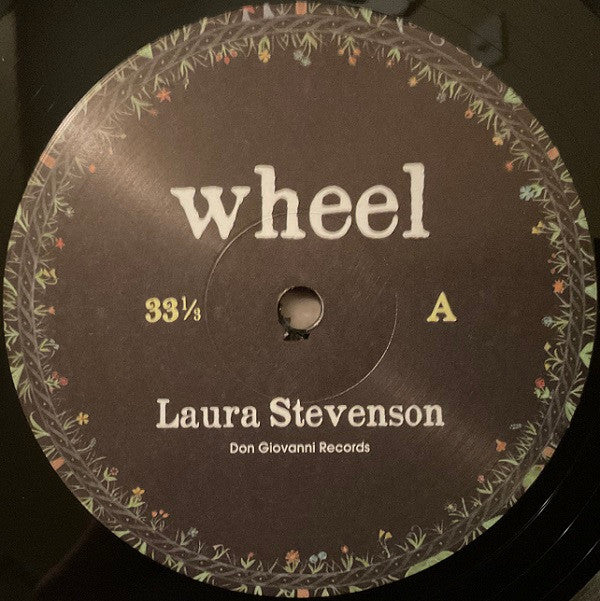 wheel
33⅓ A
Laura Stevenson
Don Giovanni Records